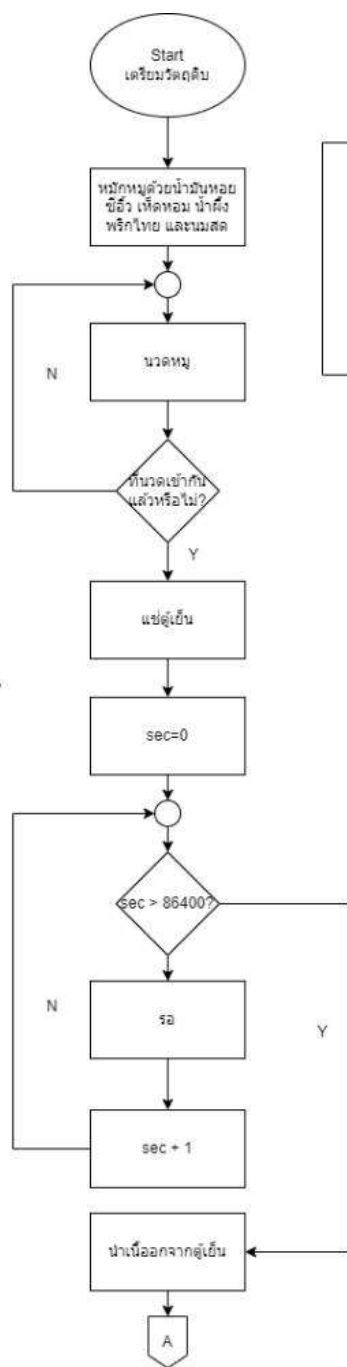 Start
เตรียมวัตถุดิบ
หมักหมูด้วยน้ำมันหอย
ซีอิ๊ว เห็ดหอม น้ำผึ้ง
พริกไทย และนมสด
นวดหมู
N
ที่นวดเข้ากัน
แล้วหรือไม่?
Y
แช่ตู้เย็น
sec=0
sec > 86400?
รอ
N
Y
sec + 1
นำเนื้ออกจากตู้เย็น
A